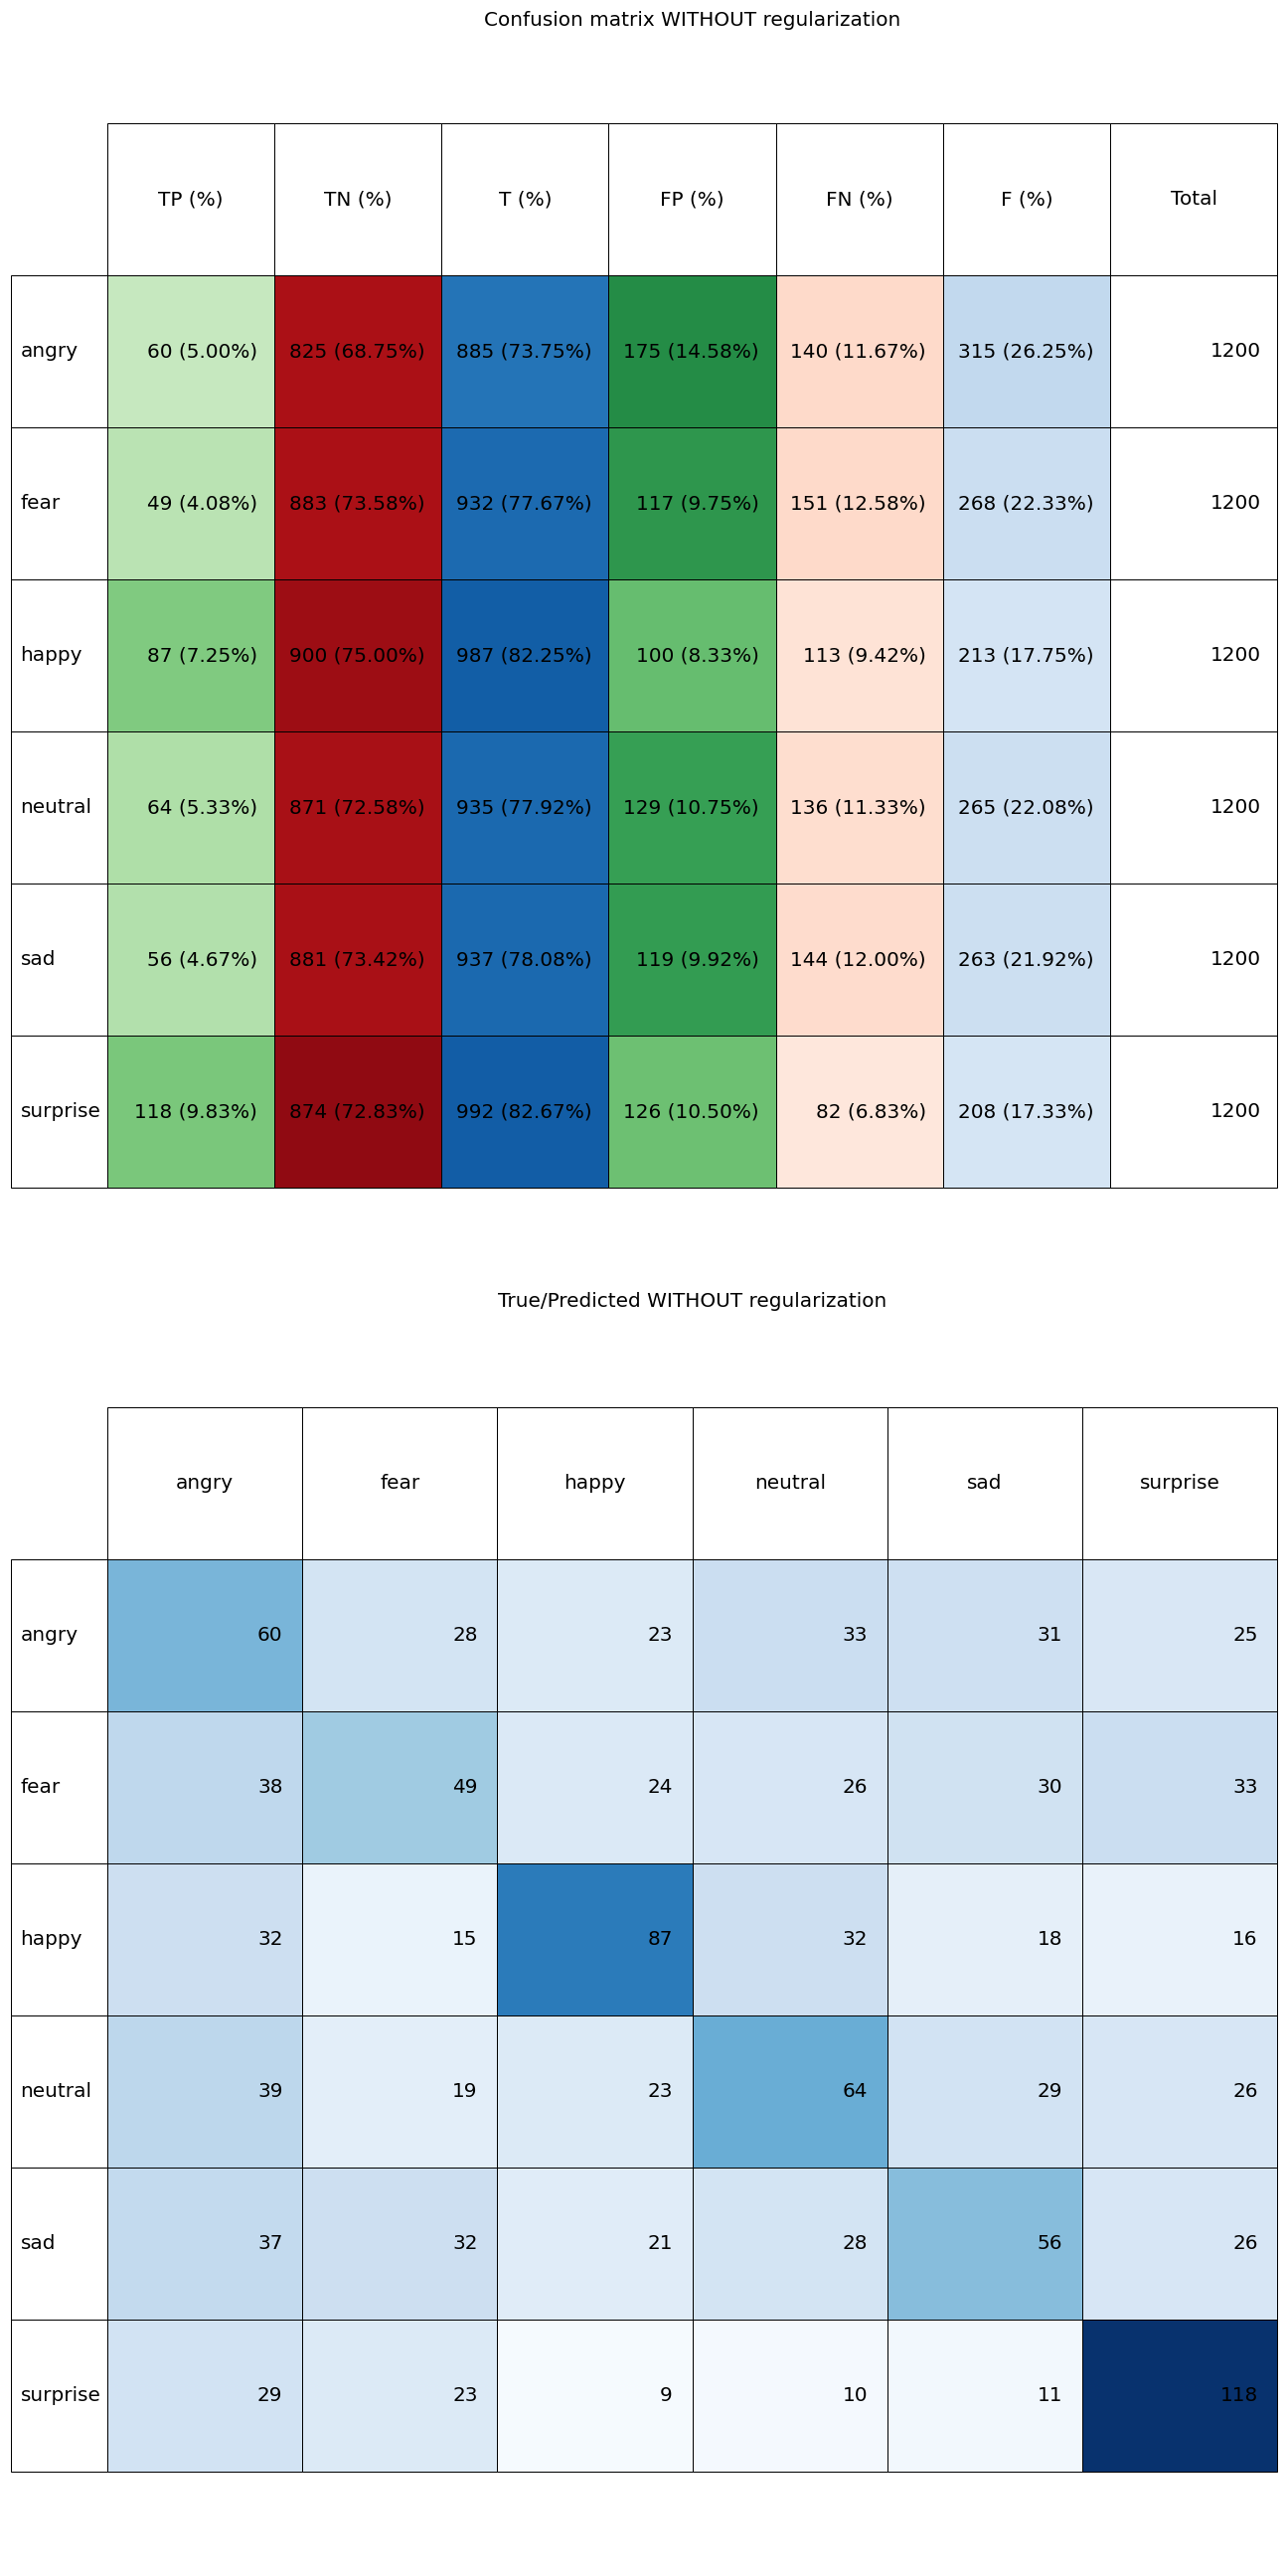 Confusion matrix WITHOUT regularization
TP (%) TN (%) T (%) FP (%) FN (%) F (%) Total
angry 60 (5.00%) 825 (68.75%) 885 (73.75%) 175 (14.58%) 140 (11.67%) 315 (26.25%) 1200
fear 49 (4.08%) 883 (73.58%) 932 (77.67%) 117 (9.75%) 151 (12.58%) 268 (22.33%) 1200
happy 87 (7.25%) 900 (75.00%) 987 (82.25%) 100 (8.33%) 113 (9.42%) 213 (17.75%) 1200
neutral 64 (5.33%) 871 (72.58%) 935 (77.92%) 129 (10.75%) 136 (11.33%) 265 (22.08%) 1200
sad 56 (4.67%) 881 (73.42%) 937 (78.08%) 119 (9.92%) 144 (12.00%) 263 (21.92%) 1200
surprise 118 (9.83%) 874 (72.83%) 992 (82.67%) 126 (10.50%) 82 (6.83%) 208 (17.33%) 1200
True/Predicted WITHOUT regularization
angry fear happy neutral sad surprise
angry 60 28 23 33 31 25
fear 38 49 24 26 30 33
happy 32 15 87 32 18 16
neutral 39 19 23 64 29 26
sad 37 32 21 28 56 26
surprise 29 23 9 10 11 118